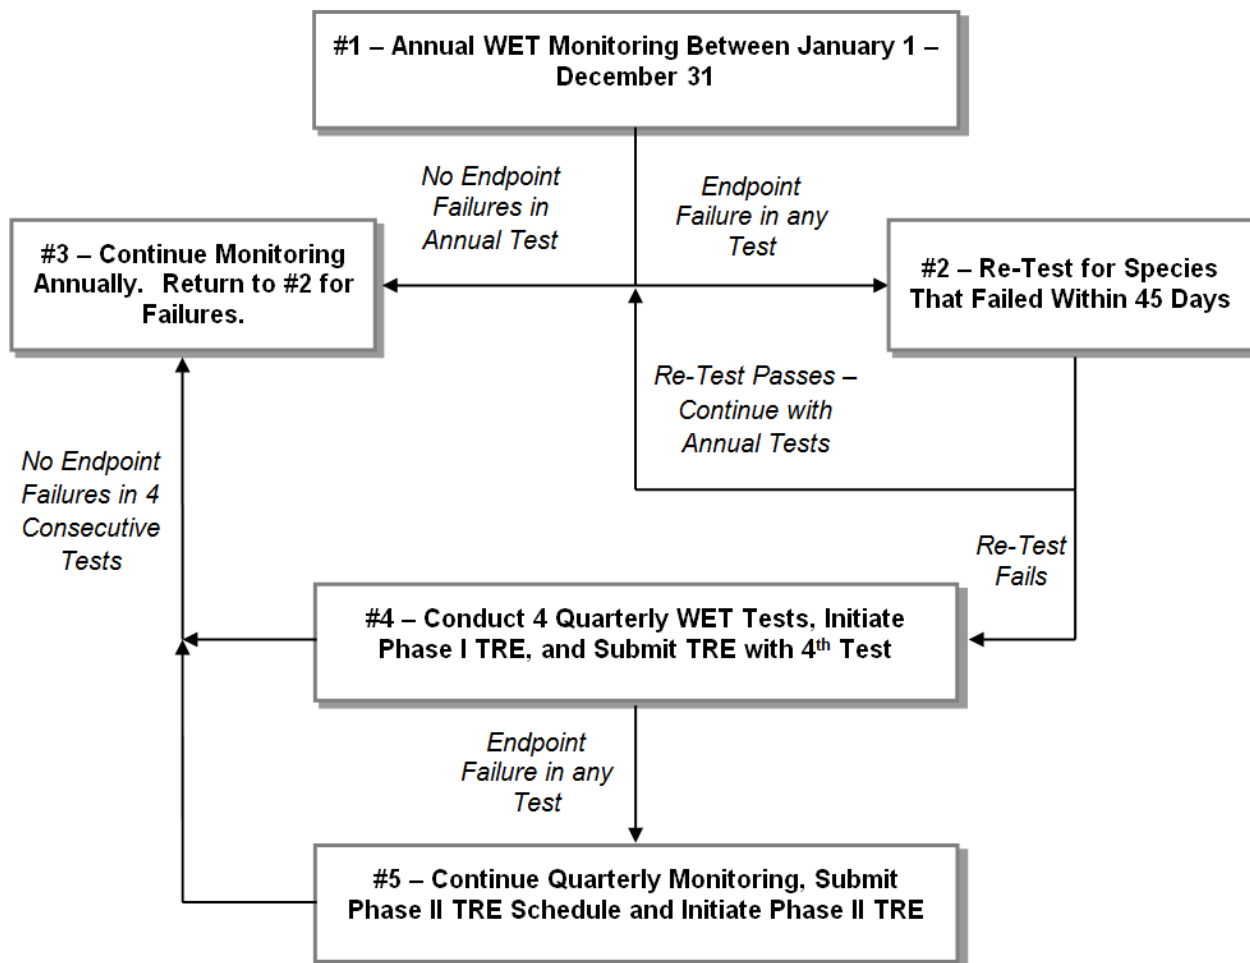 #1 – Annual WET Monitoring Between January 1 –
December 31
No Endpoint
Failures in
Annual Test
Endpoint
Failure in any
Test
#3 – Continue Monitoring
Annually.  Return to #2 for
Failures.
#2 – Re-Test for Species
That Failed Within 45 Days
Re-Test Passes –
Continue with
Annual Tests
No Endpoint
Failures in 4
Consecutive
Tests
Re-Test
Fails
#4 – Conduct 4 Quarterly WET Tests, Initiate
Phase I TRE, and Submit TRE with 4th Test
Endpoint
Failure in any
Test
#5 – Continue Quarterly Monitoring, Submit
Phase II TRE Schedule and Initiate Phase II TRE